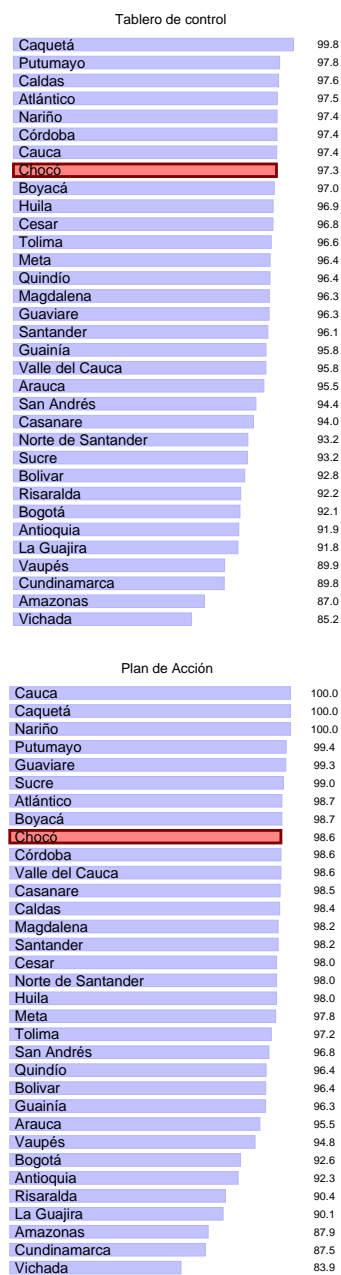 Tablero de control
Caquetá 99.8
Putumayo 97.8
Caldas 97.6
Atlántico 97.5
Nariño 97.4
Córdoba 97.4
Cauca 97.4
Chocó 97.3
Boyacá 97.0
Huila 96.9
Cesar 96.8
Tolima 96.6
Meta 96.4
Quindío 96.4
Magdalena 96.3
Guaviare 96.3
Santander 96.1
Guainía 95.8
Valle del Cauca 95.8
Arauca 95.5
San Andrés 94.4
Casanare 94.0
Norte de Santander 93.2
Sucre 93.2
Bolivar 92.8
Risaralda 92.2
Bogotá 92.1
Antioquia 91.9
La Guajira 91.8
Vaupés 89.9
Cundinamarca 89.8
Amazonas 87.0
Vichada 85.2
Plan de Acción
Cauca 100.0
Caquetá 100.0
Nariño 100.0
Putumayo 99.4
Guaviare 99.3
Sucre 99.0
Atlántico 98.7
Boyacá 98.7
Chocó 98.6
Córdoba 98.6
Valle del Cauca 98.6
Casanare 98.5
Caldas 98.4
Magdalena 98.2
Santander 98.2
Cesar 98.0
Norte de Santander 98.0
Huila 98.0
Meta 97.8
Tolima 97.2
San Andrés 96.8
Quindío 96.4
Bolivar 96.4
Guainía 96.3
Arauca 95.5
Vaupés 94.8
Bogotá 92.6
Antioquia 92.3
Risaralda 90.4
La Guajira 90.1
Amazonas 87.9
Cundinamarca 87.5
Vichada 83.9